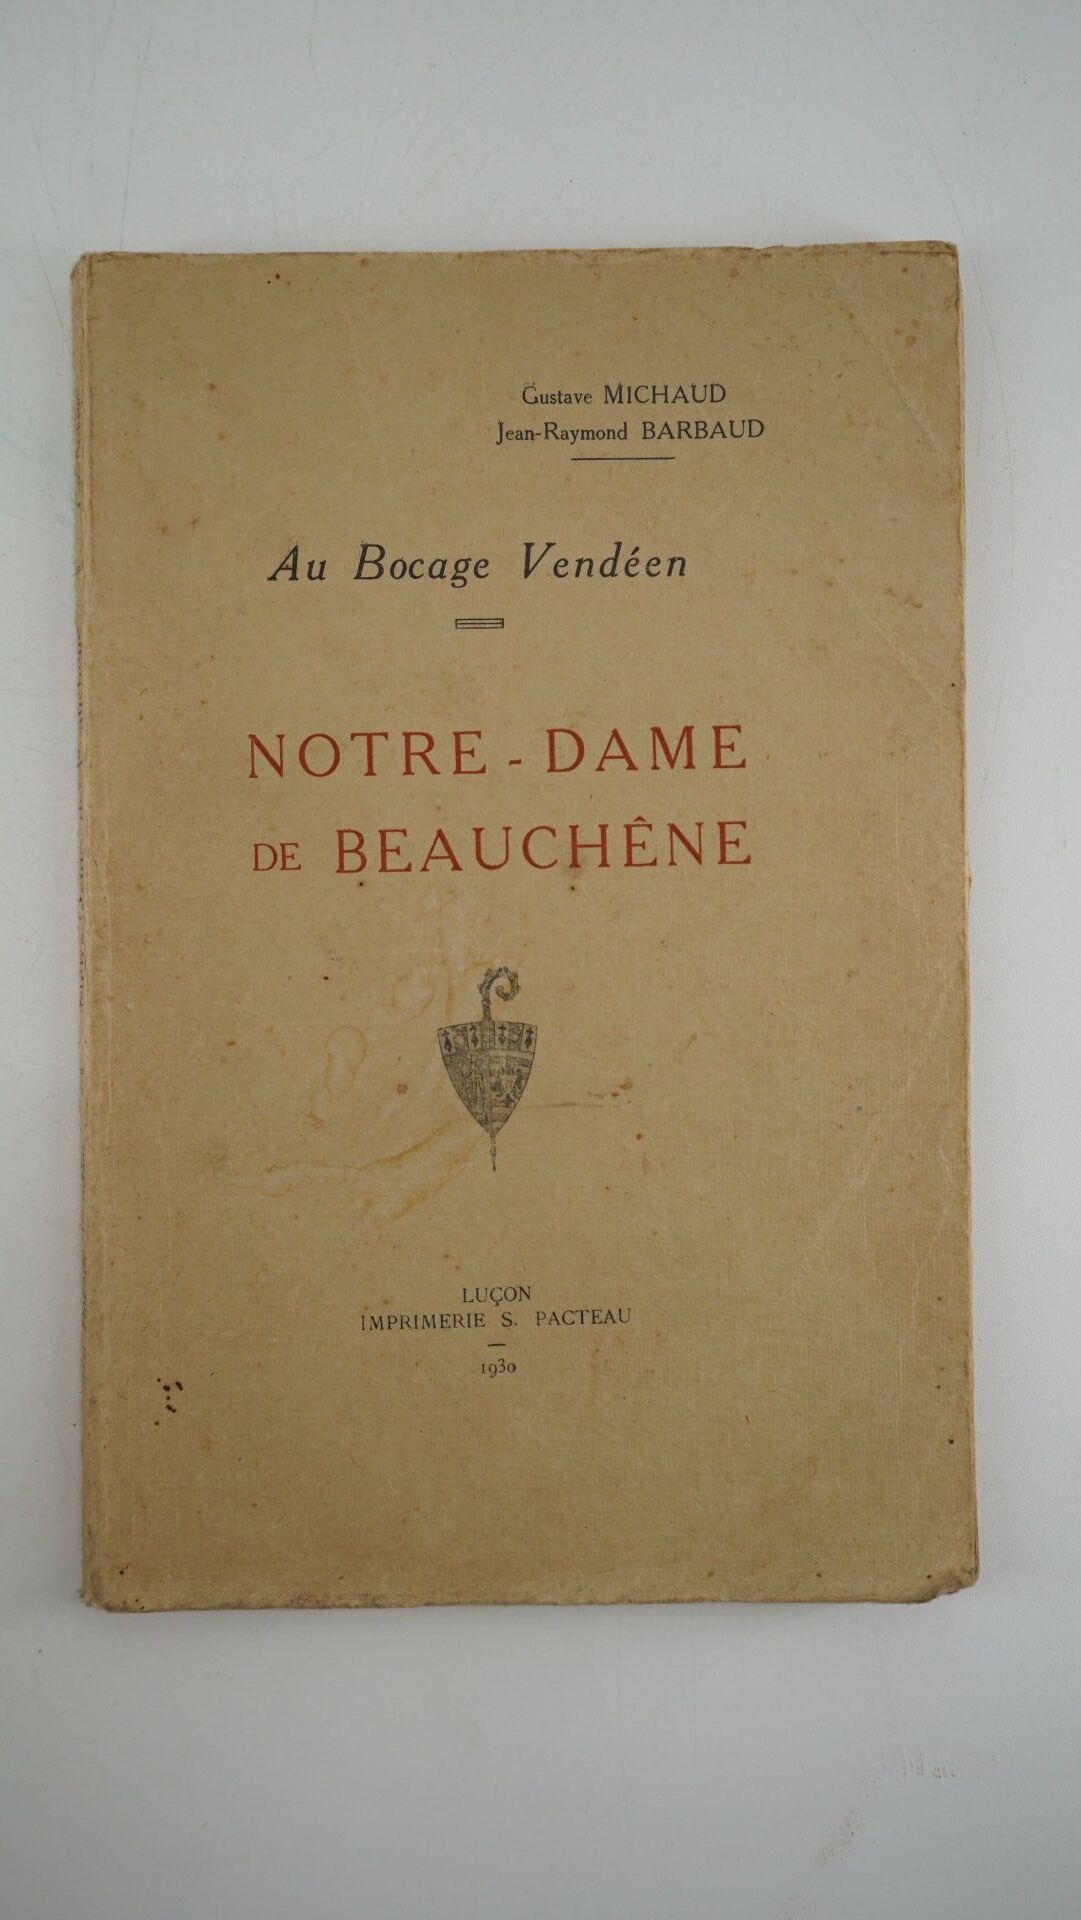 Gustave MICHAUD
Jean-Raymond BARBAUD
Au Bocage Vendéen
NOTRE-DAME
DE BEAUCHÊNE
LUÇON
IMPRIMERIE S. PACTEAU
1930